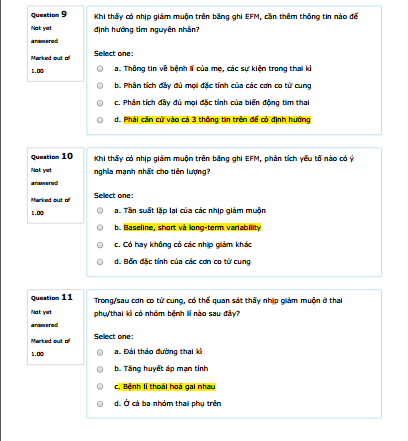 Question 9
Not yet
answered
Marked out of
1.00
Khi thấy có nhịp giảm muộn trên băng ghi EFM, cần thêm thông tin nào để
định hướng tìm nguyên nhân?
Select one:
a. Thông tin về bệnh lí của mẹ, các sự kiện trong thai kì
b. Phân tích đầy đủ mọi đặc tính của các cơn co tử cung
c. Phân tích đầy đủ mọi đặc tính của biến động tim thai
d. Phải căn cứ vào cả 3 thông tin trên để có định hướng
Question 10
Not yet
answered
Marked out of
1.00
Khi thấy có nhịp giảm muộn trên băng ghi EFM, phân tích yếu tố nào có ý
nghĩa mạnh nhất cho tiên lượng?
Select one:
a. Tần suất lặp lại của các nhịp giảm muộn
b. Baseline, short và long-term variability
c. Có hay không có các nhịp giảm khác
d. Bốn đặc tính của các cơn co tử cung
Question 11
Not yet
answered
Marked out of
1.00
Trong/sau cơn co tử cung, có thể quan sát thấy nhịp giảm muộn ở thai
phụ/thai kì có nhóm bệnh lí nào sau đây?
Select one:
a. Đái tháo đường thai kì
b. Tăng huyết áp mạn tính
c. Bệnh lí thoái hoá gai nhau
d. Ở cả ba nhóm thai phụ trên